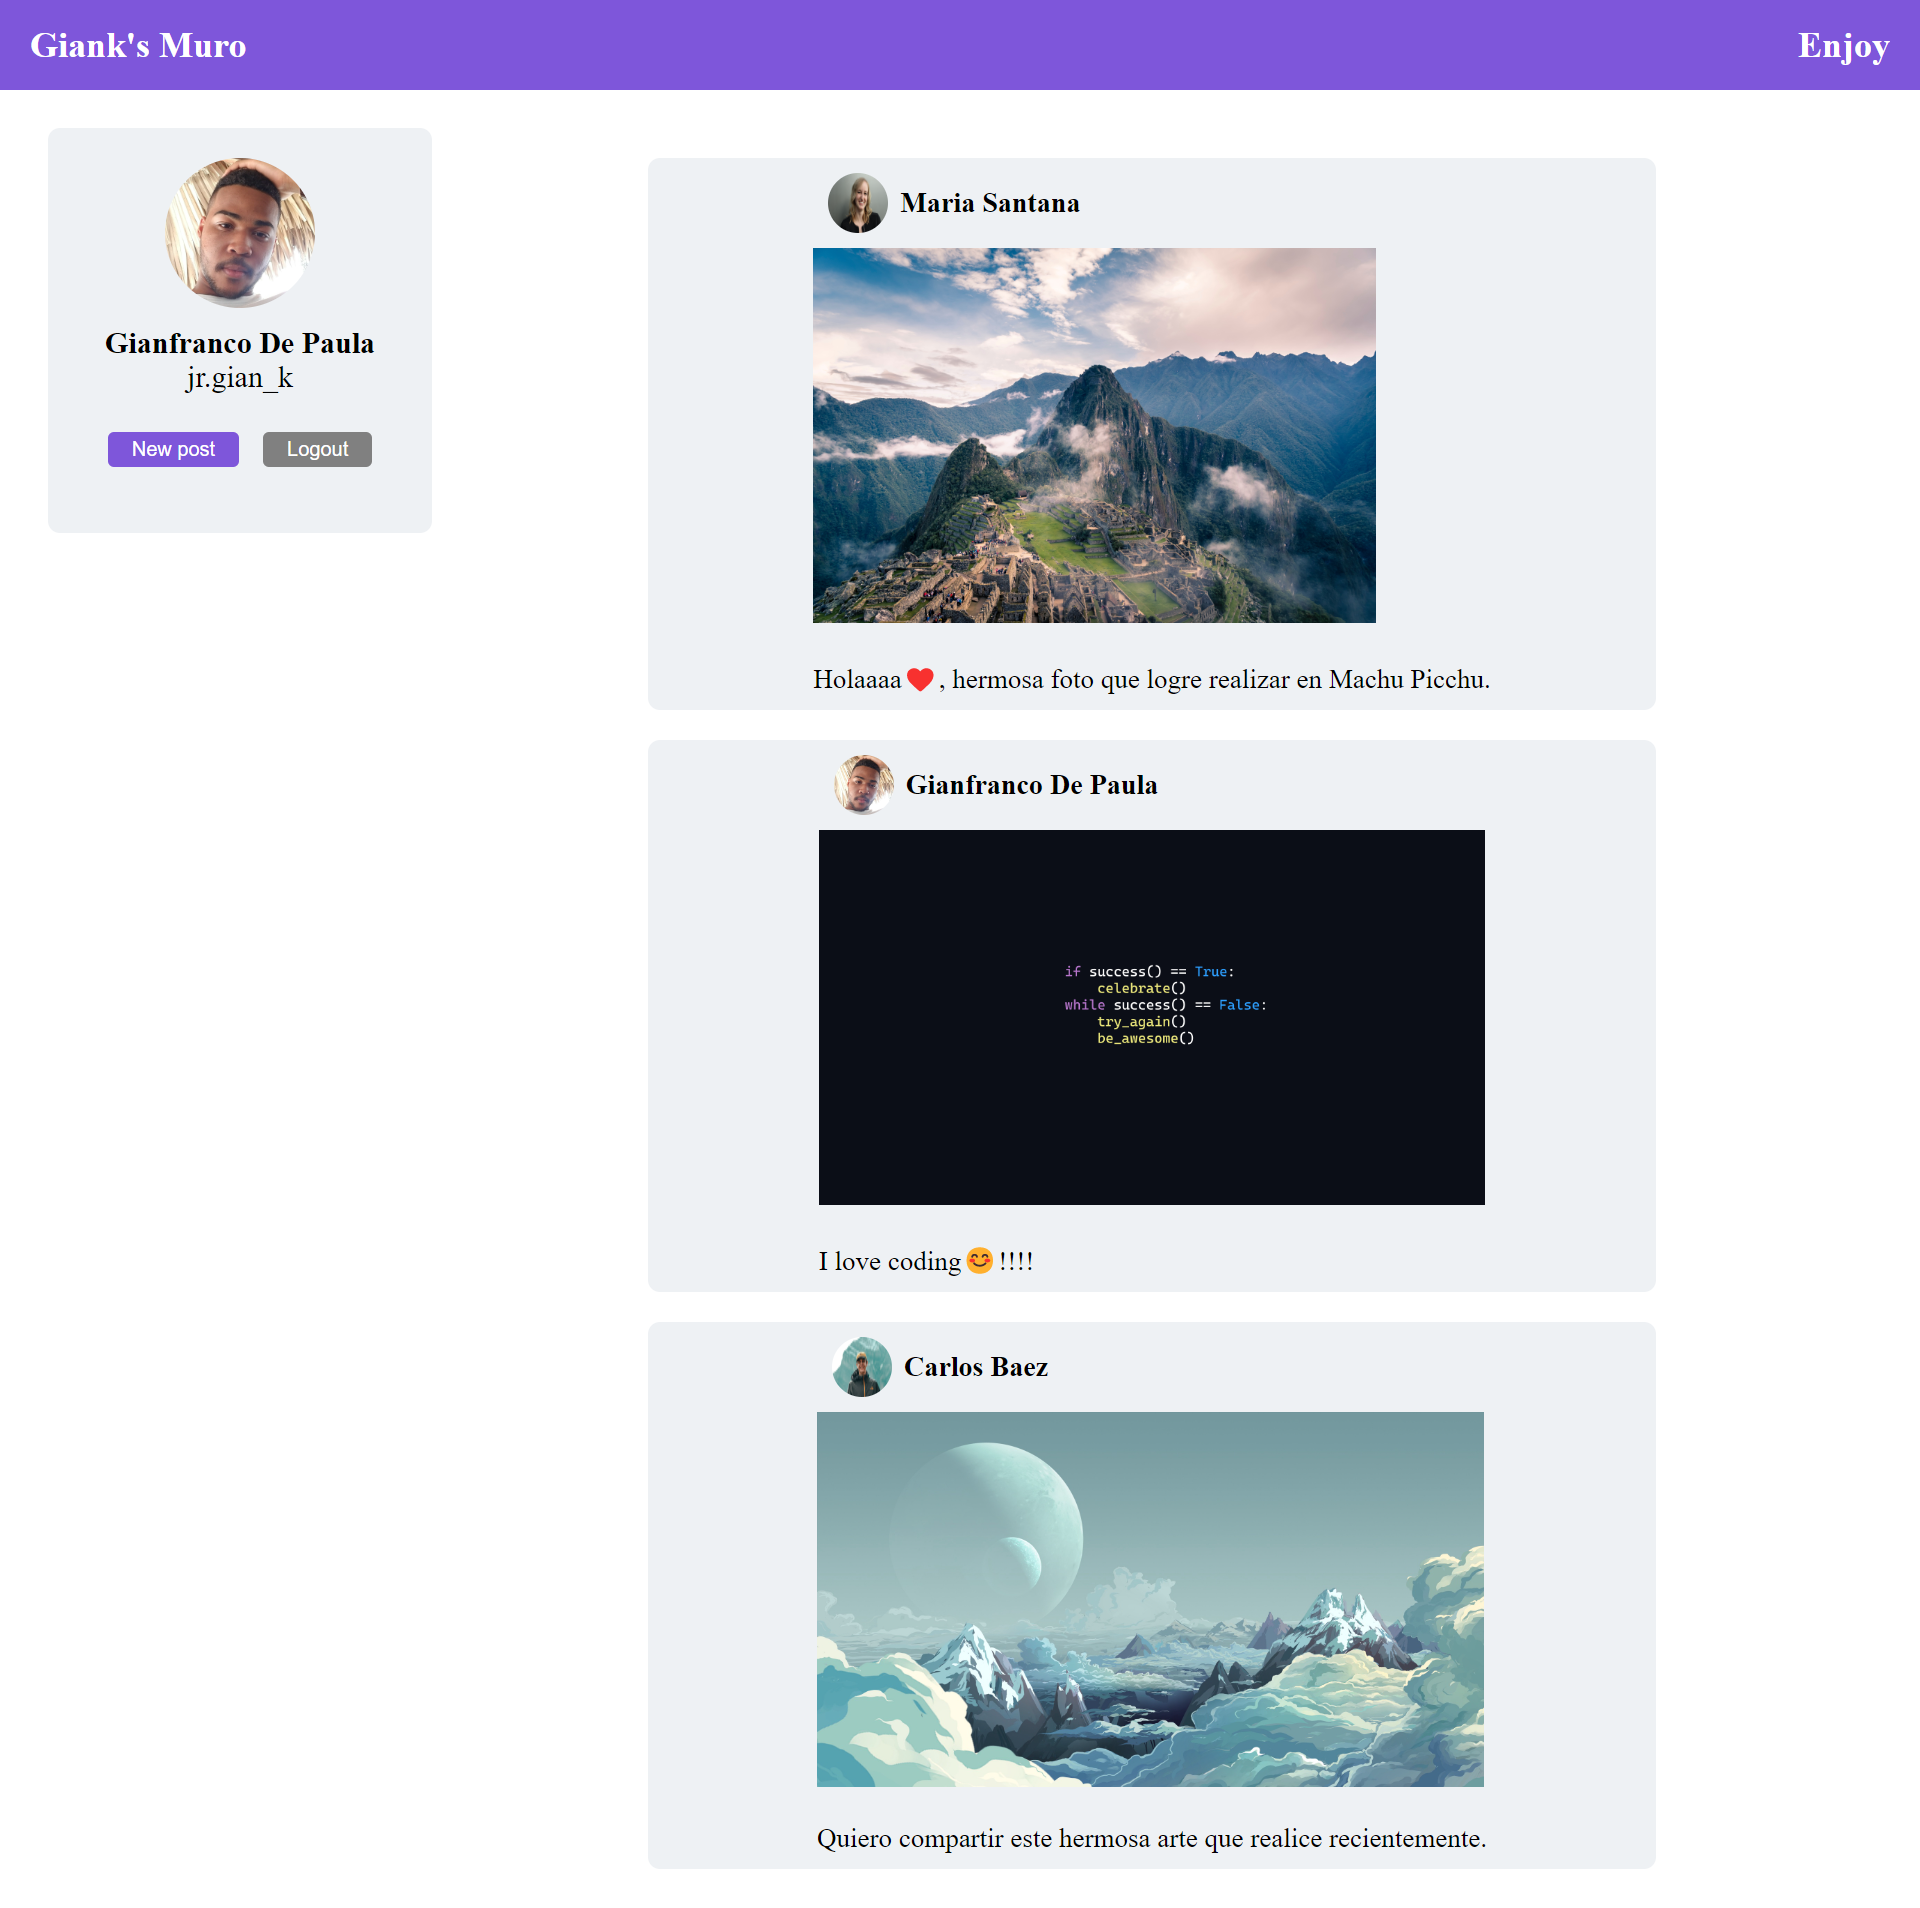 Giank's Muro
Enjoy
Gianfranco De Paula
jr.gian_k
New post
Logout
Maria Santana
Holaaaa❤️, hermosa foto que logre realizar en Machu Picchu.
Gianfranco De Paula
if success() == True:
    celebrate()
while success() == False:
    try_again()
    be_awesome()
I love coding😊!!!!
Carlos Baez
Quiero compartir este hermosa arte que realice recientemente.